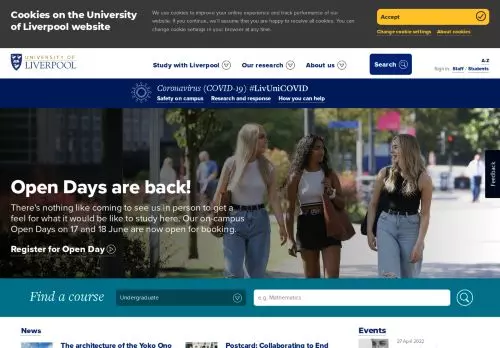 Cookies on the University
of Liverpool website
We use cookies to improve your online experience and track performance of our
website. If you continue, we'll assume that you are happy to receive all cookies. You can
change cookie settings in your browser at any time.
Accept
Change cookie settings
About cookies
UNIVERSITY OF
LIVERPOOL
Study with Liverpool
Our research
About us
Search
A-Z
Sign in: Staff / Students
Coronavirus (COVID-19) #LivUniCOVID
Safety on campus
Research and response
How you can help
Open Days are back!
There's nothing like coming to see us in person to get a
feel for what it would be like to study here. Our on-campus
Open Days on 17 and 18 June are now open for booking.
Register for Open Day
Feedback
Find a course
Undergraduate
e.g. Mathematics
News
The architecture of the Yoko Ono
Postcard: Collaborating to End
Events
27 April 2022